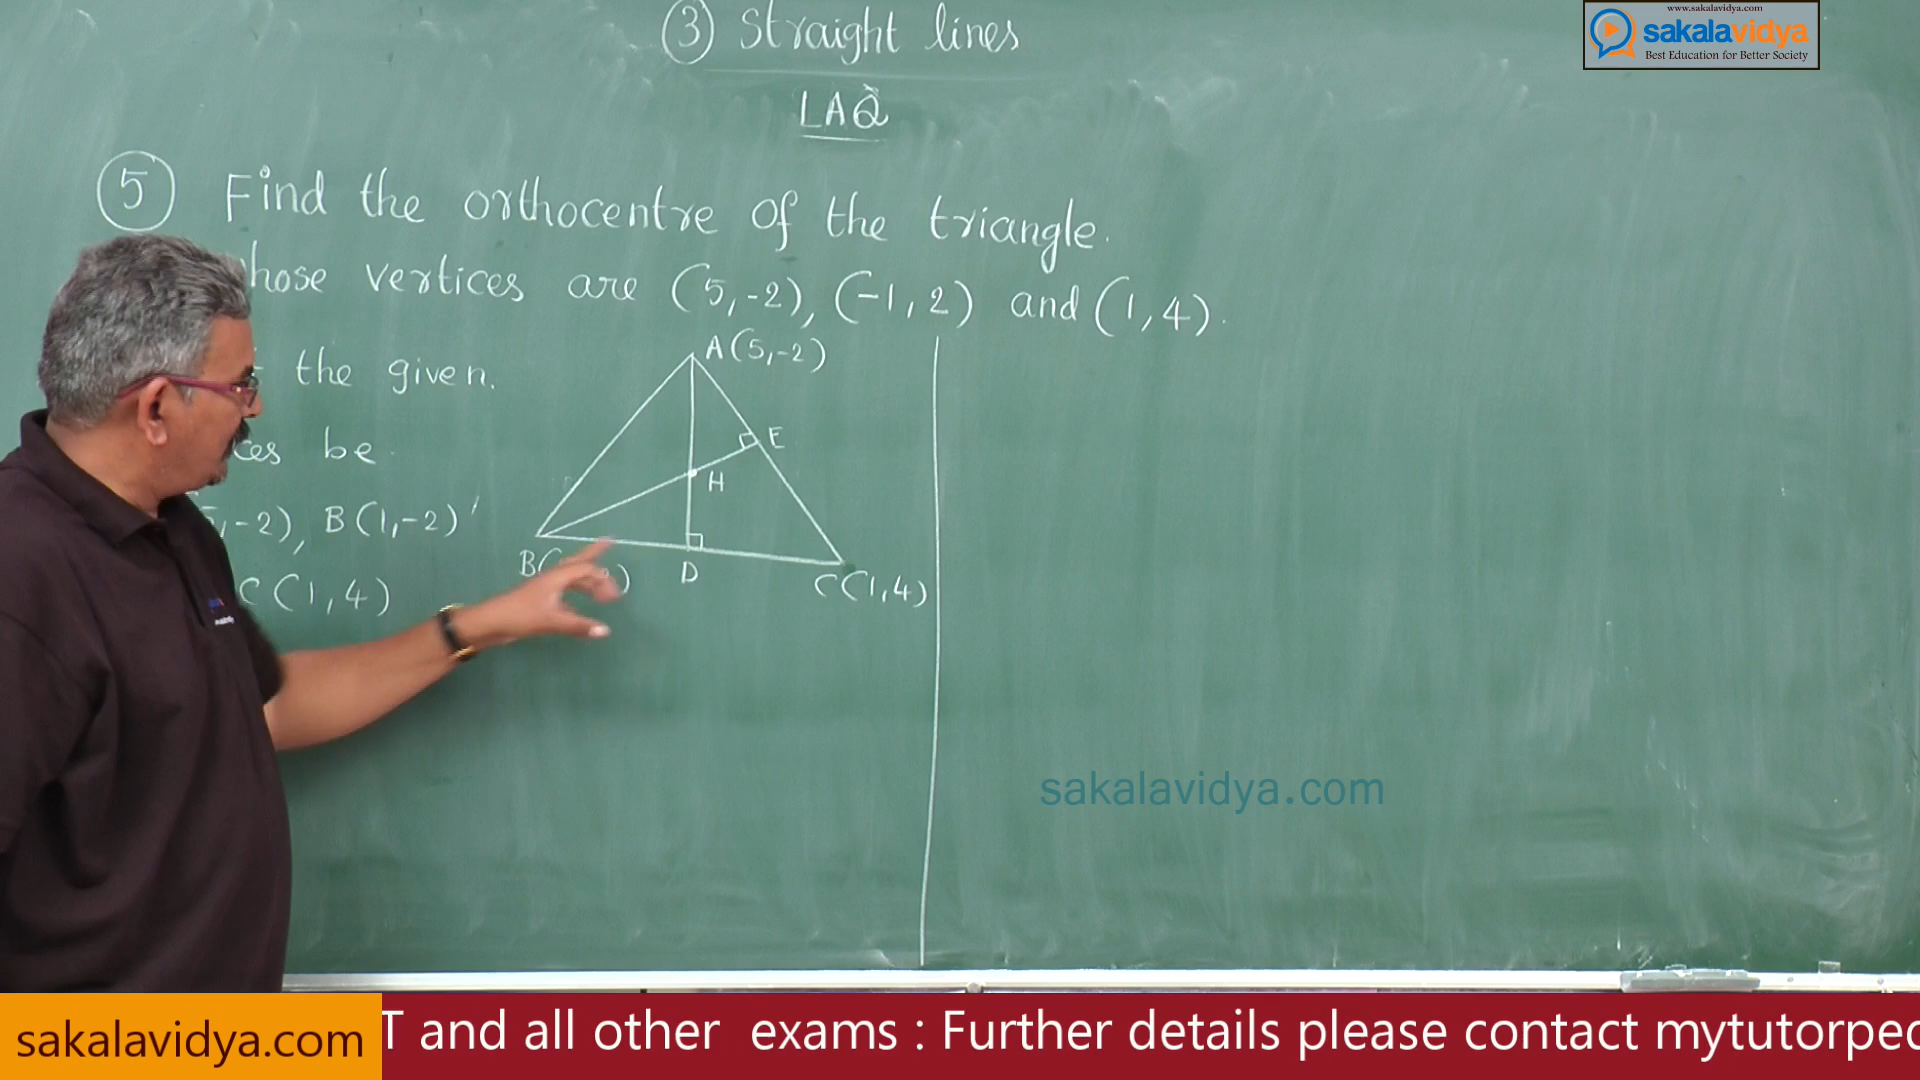 ③ Straight lines
LAQ
⑤ Find the orthocentre of the triangle.
hose vertices are (5,-2), (-1,2) and (1,4).
the given.
ces be.
,-2), B(1,-2)'
C(1,4)
A(5,-2)
E
H
B(
)
D
C(1,4)
www.sakalavidya.com
sakalavidya
Best Education for Better Society
sakalavidya.com
sakalavidya.com
T and all other exams : Further details please contact mytutorped